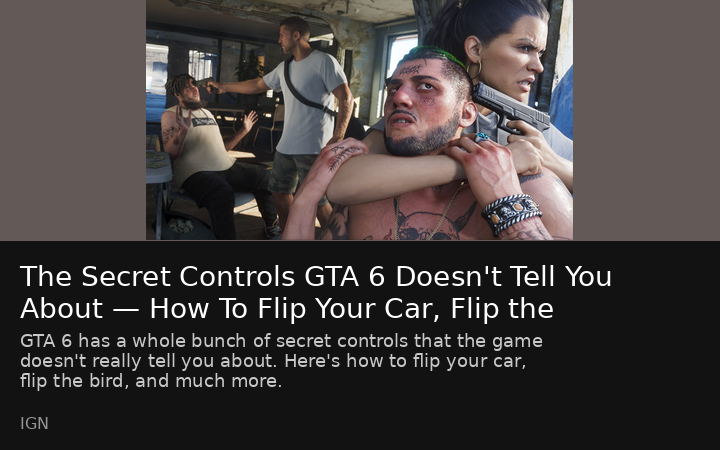 The Secret Controls GTA 6 Doesn't Tell You
About — How To Flip Your Car, Flip the
GTA 6 has a whole bunch of secret controls that the game
doesn't really tell you about. Here's how to flip your car,
flip the bird, and much more.
IGN